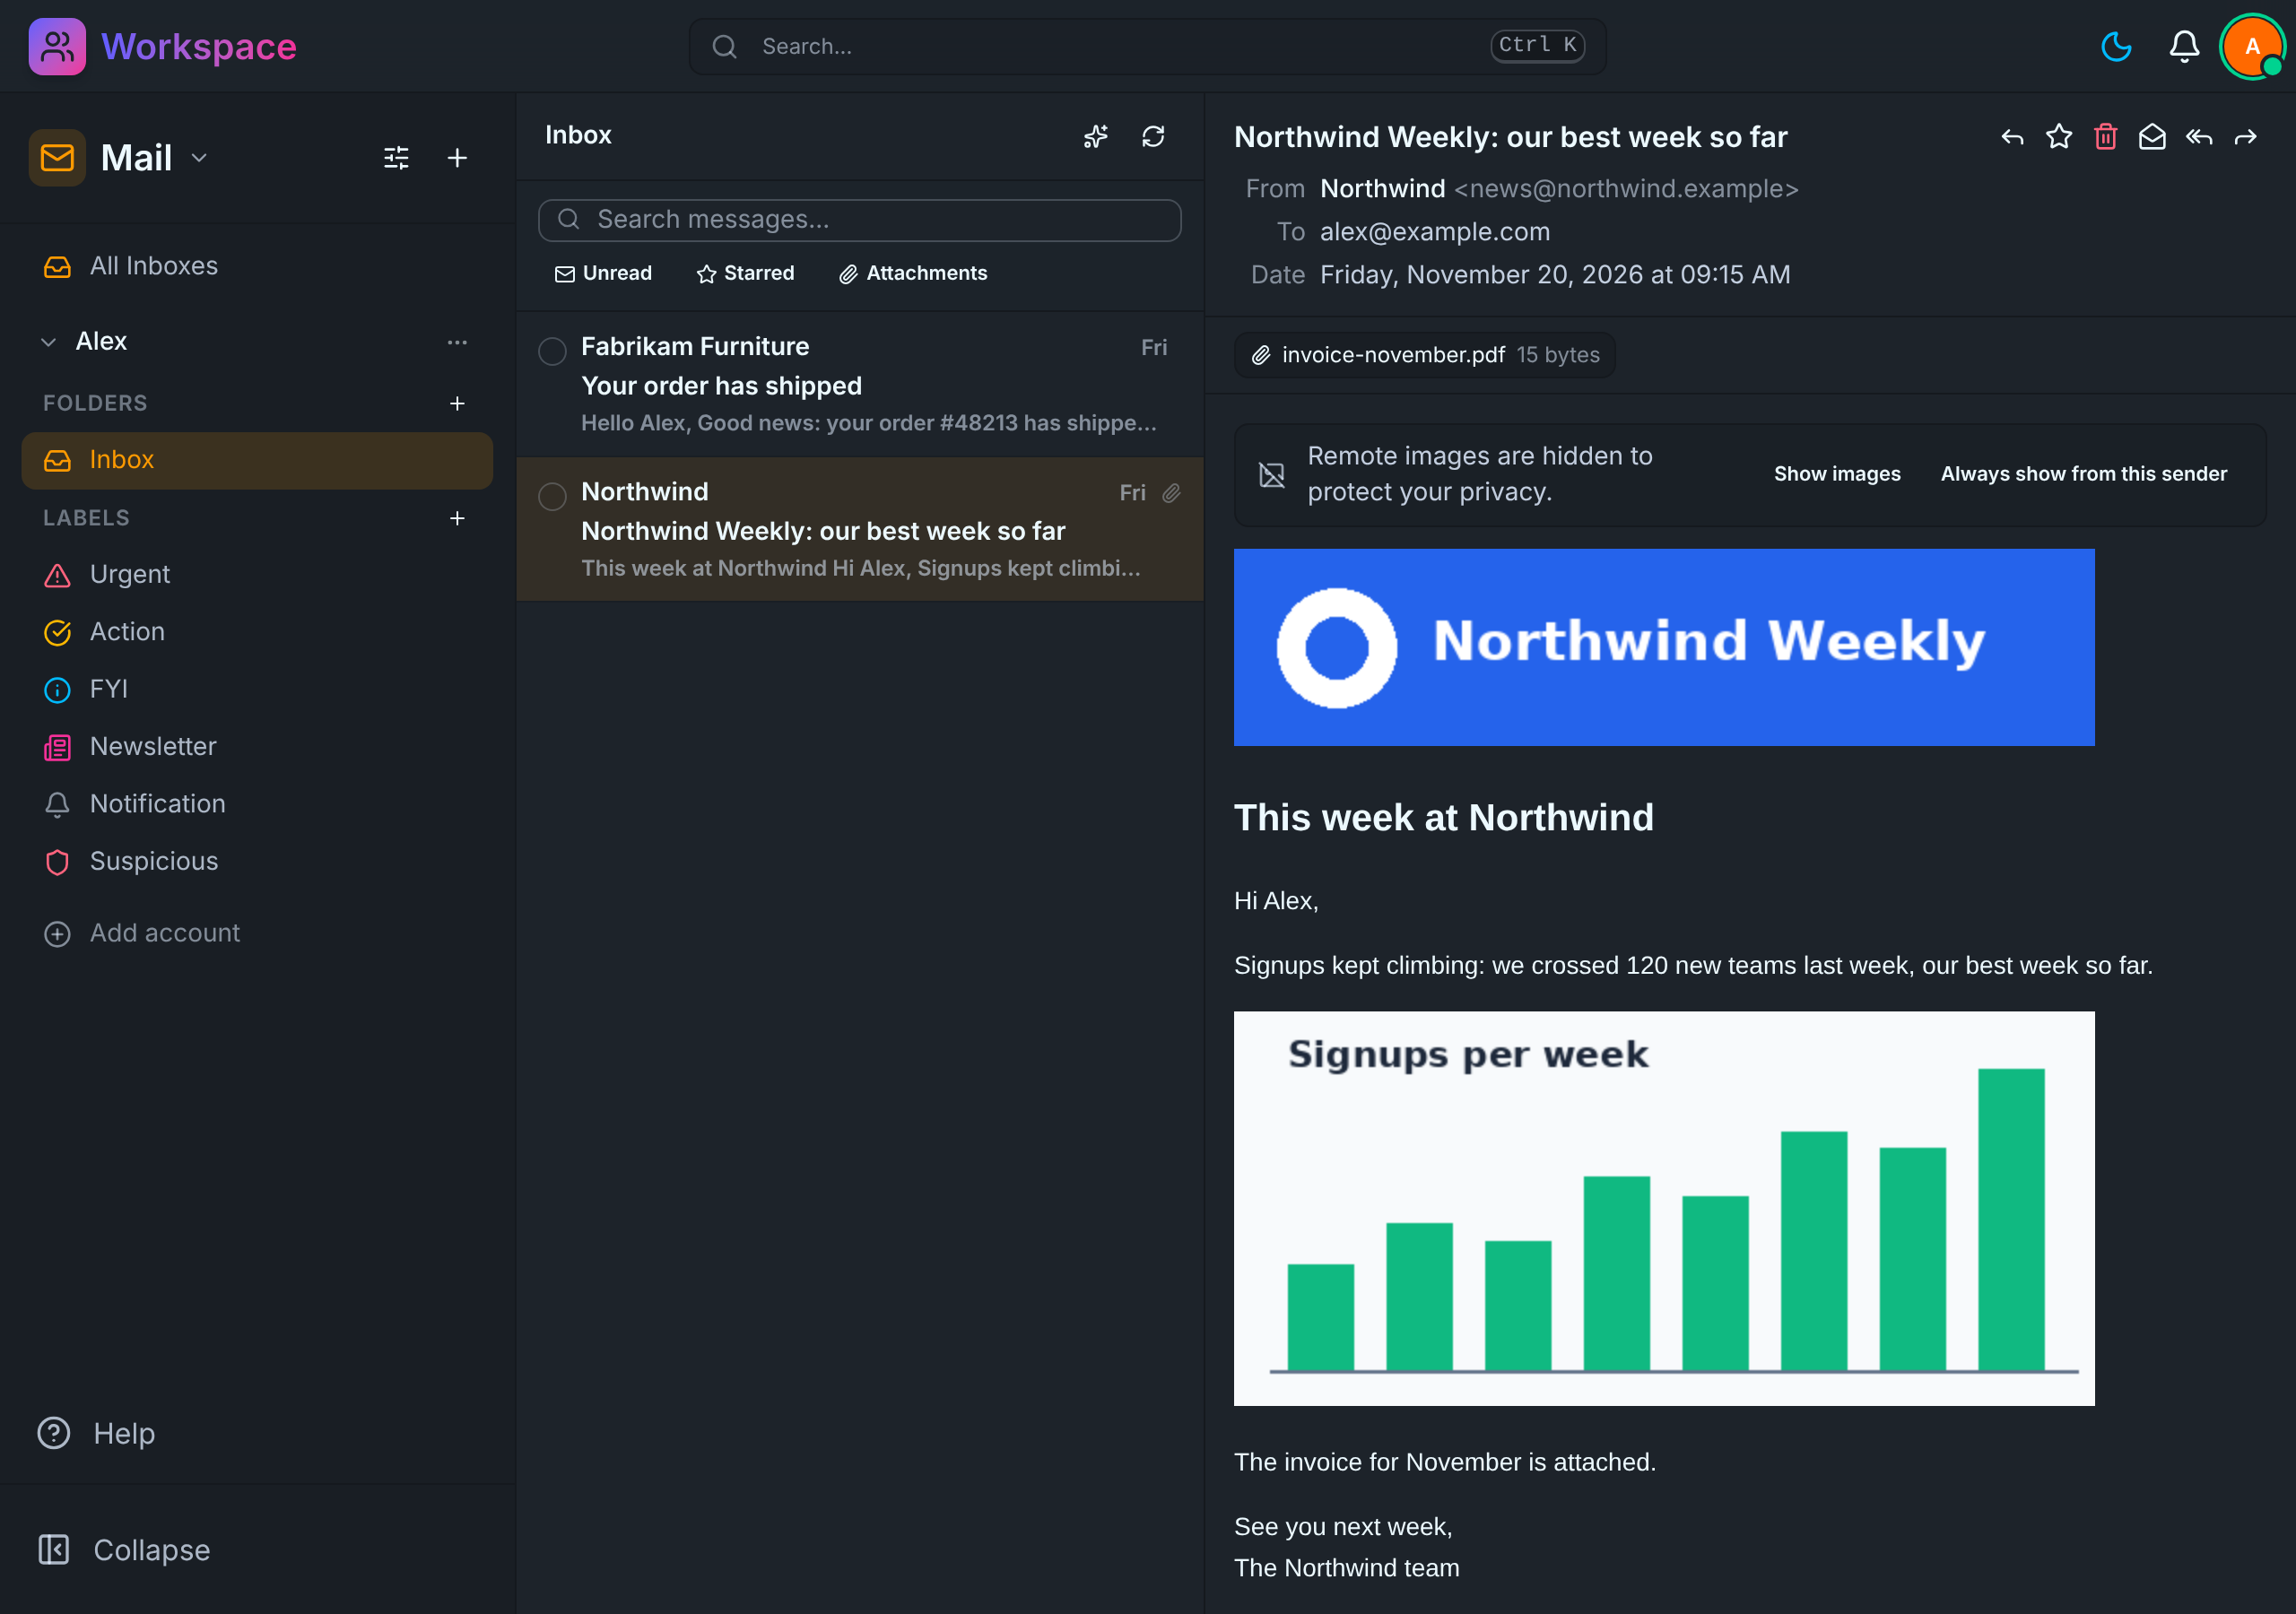 Workspace
Search...
Ctrl K
A
Mail
All Inboxes
Alex
FOLDERS
Inbox
LABELS
Urgent
Action
FYI
Newsletter
Notification
Suspicious
Add account
Help
Collapse
Inbox
Search messages...
Unread
Starred
Attachments
Fabrikam Furniture Fri
Your order has shipped
Hello Alex, Good news: your order #48213 has shippe...
Northwind Fri
Northwind Weekly: our best week so far
This week at Northwind Hi Alex, Signups kept climbi...
Northwind Weekly: our best week so far
From Northwind <news@northwind.example>
To alex@example.com
Date Friday, November 20, 2026 at 09:15 AM
invoice-november.pdf 15 bytes
Remote images are hidden to
protect your privacy.
Show images
Always show from this sender
Northwind Weekly
This week at Northwind
Hi Alex,
Signups kept climbing: we crossed 120 new teams last week, our best week so far.
Signups per week
The invoice for November is attached.
See you next week,
The Northwind team